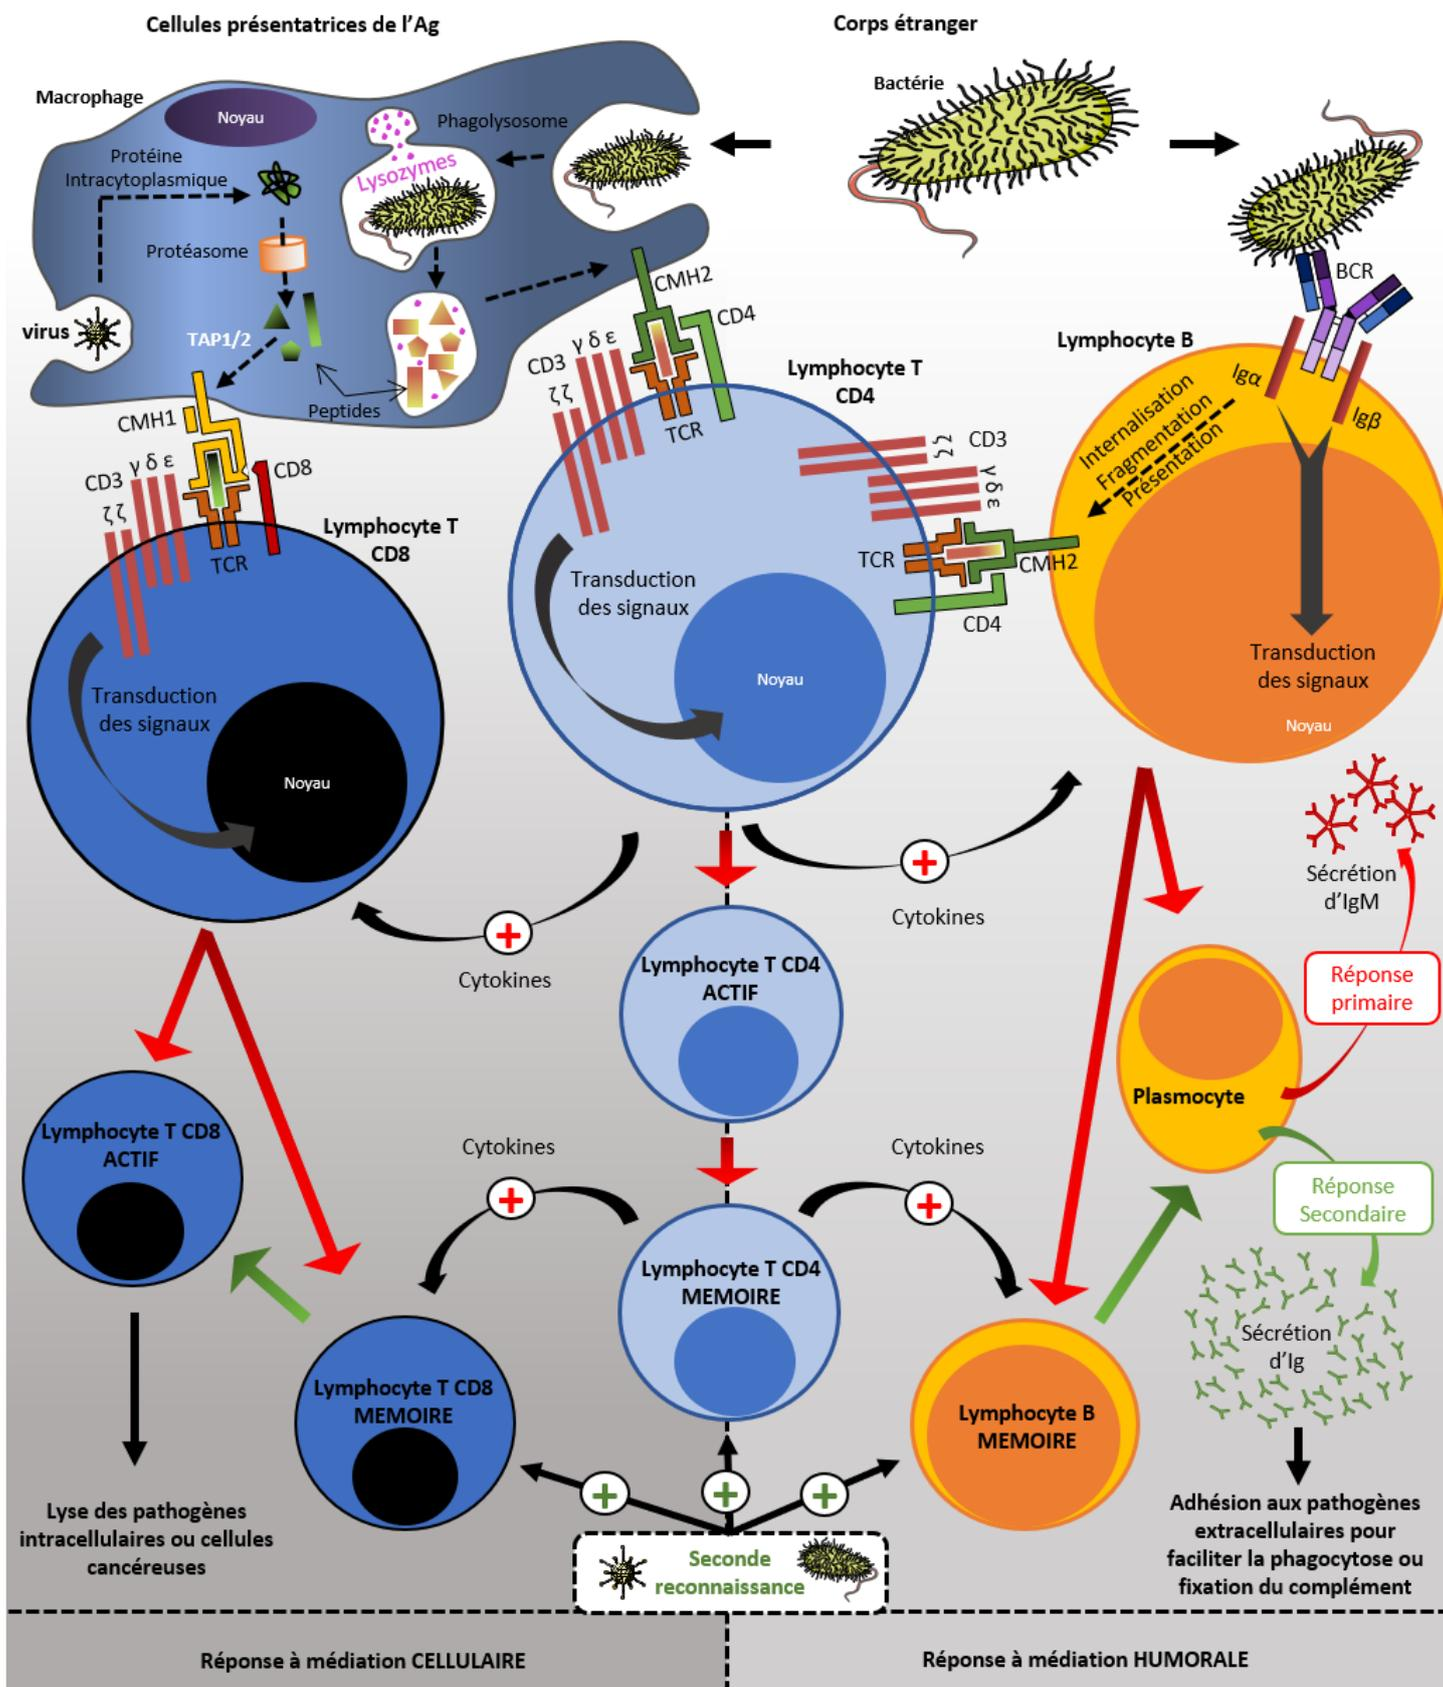 Cellules présentatrices de l’Ag
Corps étranger
Macrophage
Noyau
Phagolysosome
Bactérie
Protéine
Intracytoplasmique
Lysozymes
Protéasome
virus
TAP1/2
Peptides
CMH2
CD4
CD3
γ δ ε
ζζ
TCR
CMH1
CD3
γ δ ε
ζζ
CD8
TCR
Lymphocyte T
CD8
Transduction
des signaux
Noyau
Lymphocyte T
CD4
ζζ
CD3
γ δ ε
TCR
CMH2
CD4
Transduction
des signaux
Noyau
BCR
Lymphocyte B
Igα
Igβ
Internalisation
Fragmentation
Présentation
Transduction
des signaux
Noyau
Cytokines
Cytokines
Sécrétion
d’IgM
Réponse
primaire
Lymphocyte T CD4
ACTIF
Plasmocyte
Lymphocyte T CD8
ACTIF
Cytokines
Cytokines
Réponse
Secondaire
Lymphocyte T CD4
MEMOIRE
Sécrétion
d’Ig
Lymphocyte T CD8
MEMOIRE
Lymphocyte B
MEMOIRE
Lyse des pathogènes
intracellulaires ou cellules
cancéreuses
Seconde
reconnaissance
Adhésion aux pathogènes
extracellulaires pour
faciliter la phagocytose ou
fixation du complément
Réponse à médiation CELLULAIRE
Réponse à médiation HUMORALE